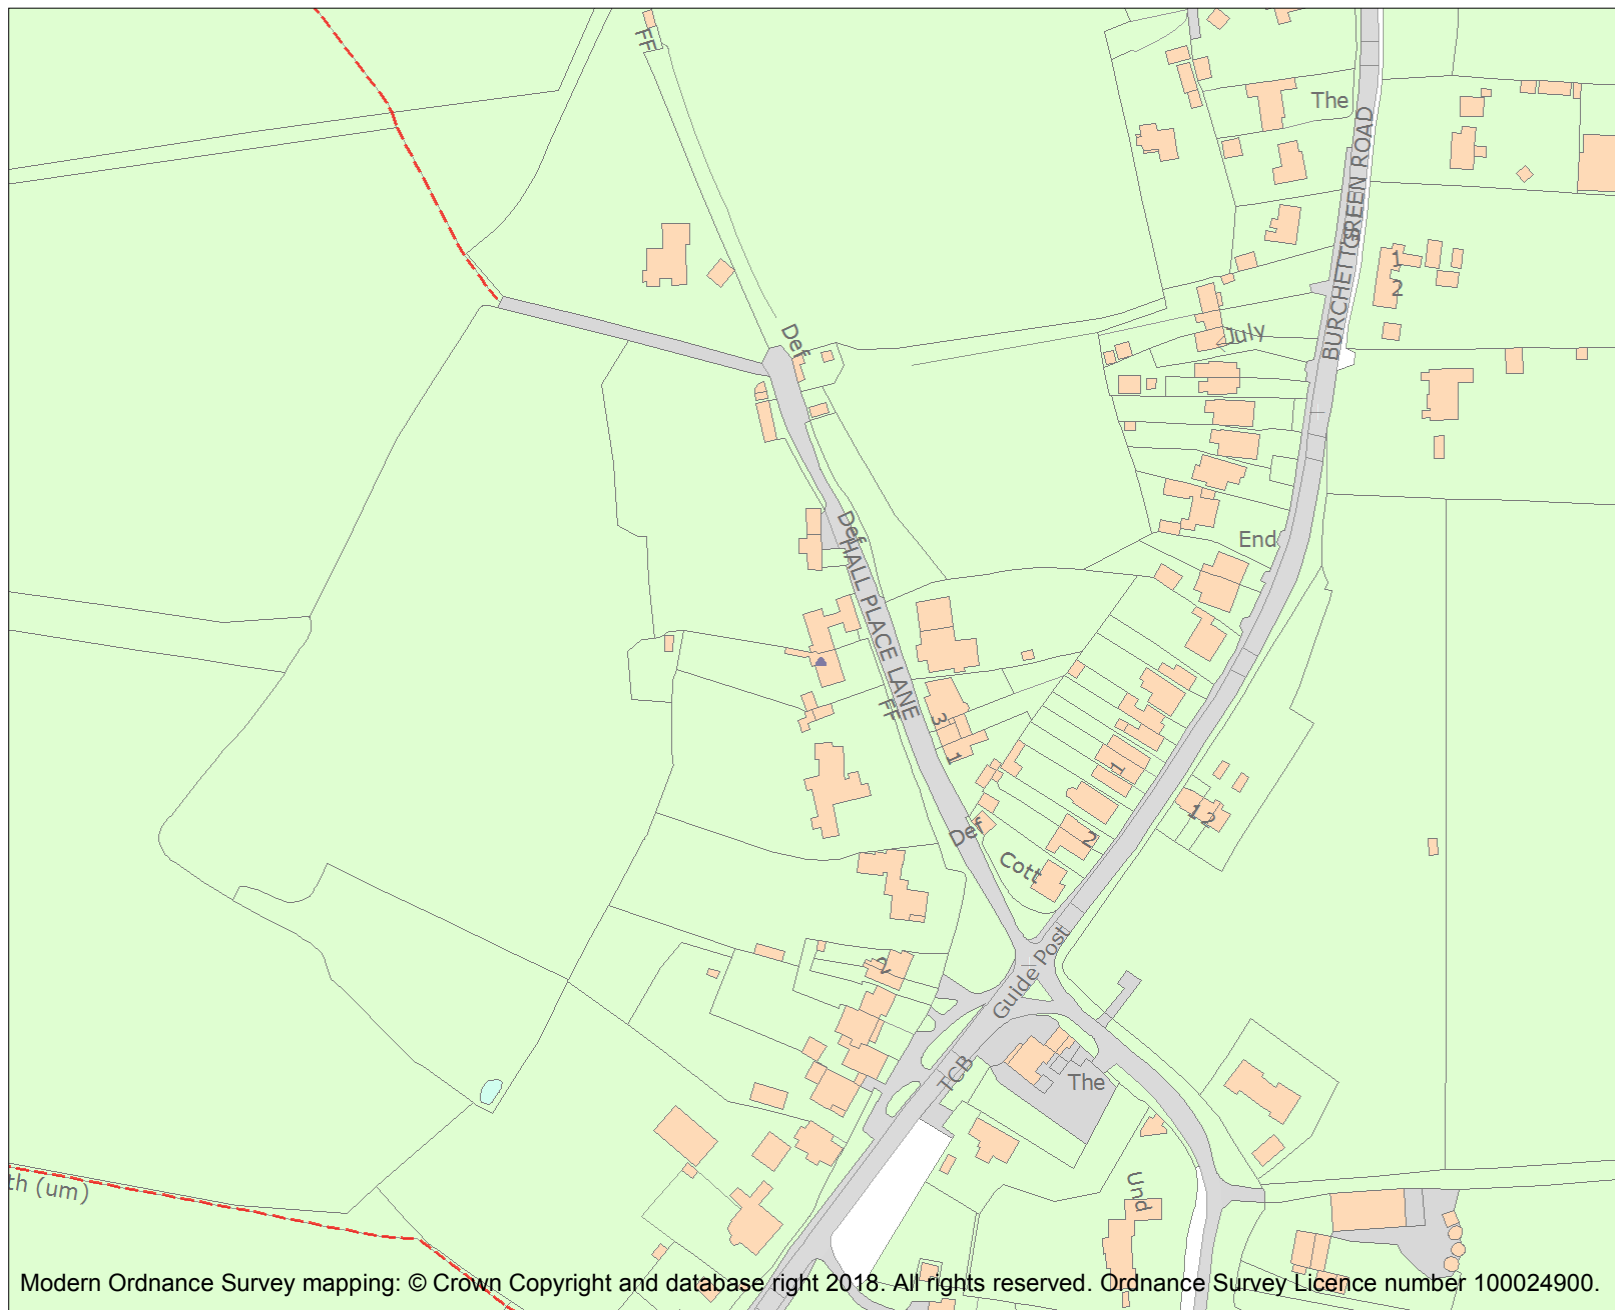 FF
The
BURCHETT'S GREEN ROAD
1
2
Def
July
Def
End
HALL PLACE LANE
FF
3
1
1
1 2
Def
2
Cott
Guide Post
2
TCB
The
Und
th (um)
Modern Ordnance Survey mapping: © Crown Copyright and database right 2018. All rights reserved. Ordnance Survey Licence number 100024900.